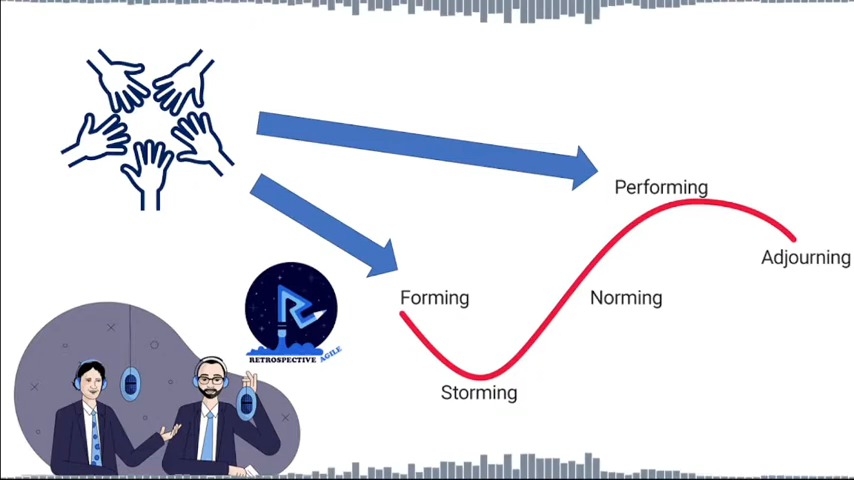 Performing
Adjourning
Forming
Norming
RETROSPECTIVE AGILE
Storming